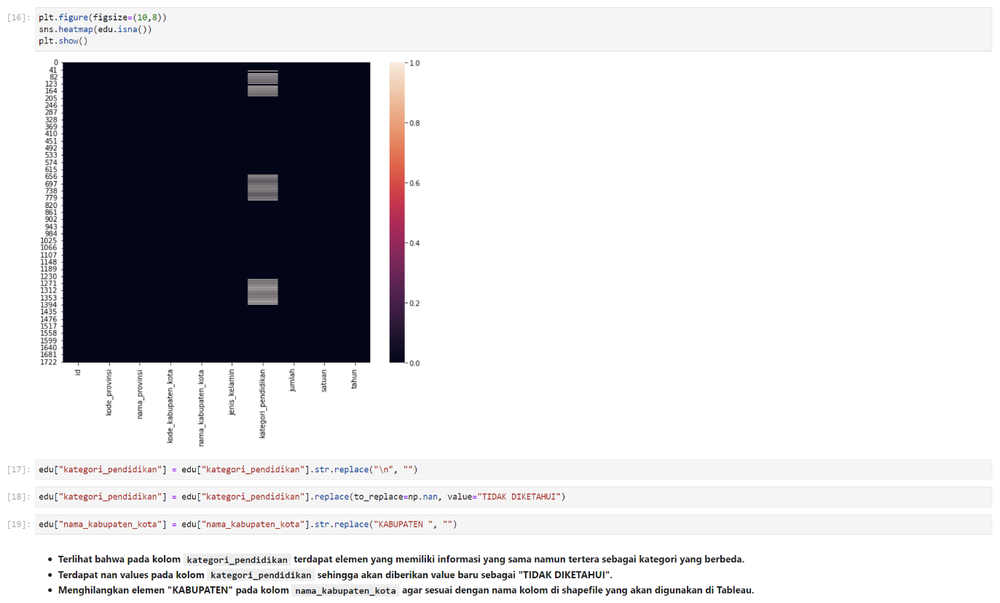 [16]: plt.figure(figsize=(10,8))
sns.heatmap(edu.isna())
plt.show()
0
41
82
123
164
205
246
287
328
369
410
451
492
533
574
615
656
697
738
779
820
861
902
943
984
1025
1066
1107
1148
1189
1230
1271
1312
1353
1394
1435
1476
1517
1558
1599
1640
1681
1722
id
kode_provinsi
nama_provinsi
kode_kabupaten_kota
nama_kabupaten_kota
jenis_kelamin
kategori_pendidikan
jumlah
satuan
tahun
1.0
0.8
0.6
0.4
0.2
0.0
[17]: edu["kategori_pendidikan"] = edu["kategori_pendidikan"].str.replace("\n", "")
[18]: edu["kategori_pendidikan"] = edu["kategori_pendidikan"].replace(to_replace=np.nan, value="TIDAK DIKETAHUI")
[19]: edu["nama_kabupaten_kota"] = edu["nama_kabupaten_kota"].str.replace("KABUPATEN ", "")
• Terlihat bahwa pada kolom kategori_pendidikan terdapat elemen yang memiliki informasi yang sama namun tertera sebagai kategori yang berbeda.
• Terdapat nan values pada kolom kategori_pendidikan sehingga akan diberikan value baru sebagai "TIDAK DIKETAHUI".
• Menghilangkan elemen "KABUPATEN" pada kolom nama_kabupaten_kota agar sesuai dengan nama kolom di shapefile yang akan digunakan di Tableau.